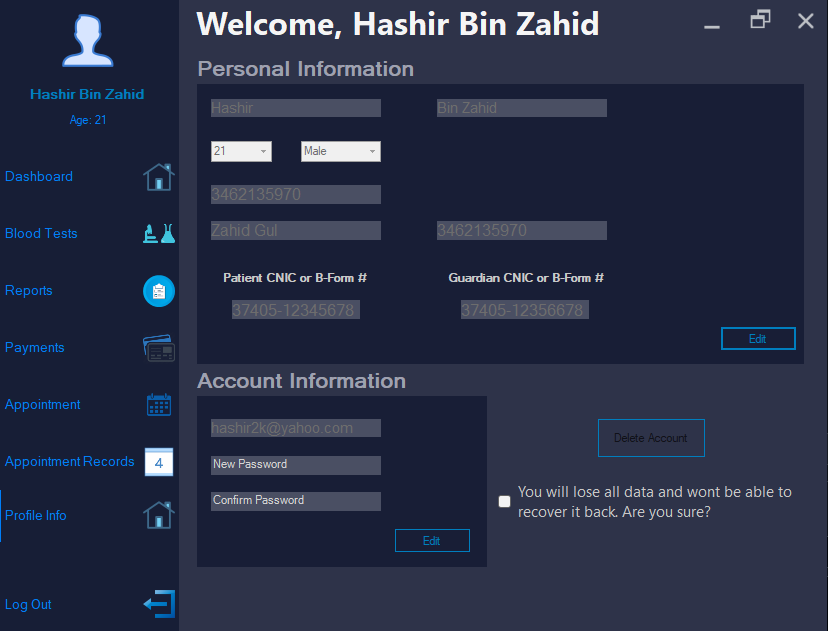 Hashir Bin Zahid
Age: 21
Dashboard
Blood Tests
Reports
Payments
Appointment
Appointment Records
4
Profile Info
Log Out
Welcome, Hashir Bin Zahid
Personal Information
Hashir
Bin Zahid
21
Male
3462135970
Zahid Gul
3462135970
Patient CNIC or B-Form #
Guardian CNIC or B-Form #
37405-12345678
37405-12356678
Edit
Account Information
hashir2k@yahoo.com
New Password
Confirm Password
Edit
Delete Account
You will lose all data and wont be able to
recover it back. Are you sure?